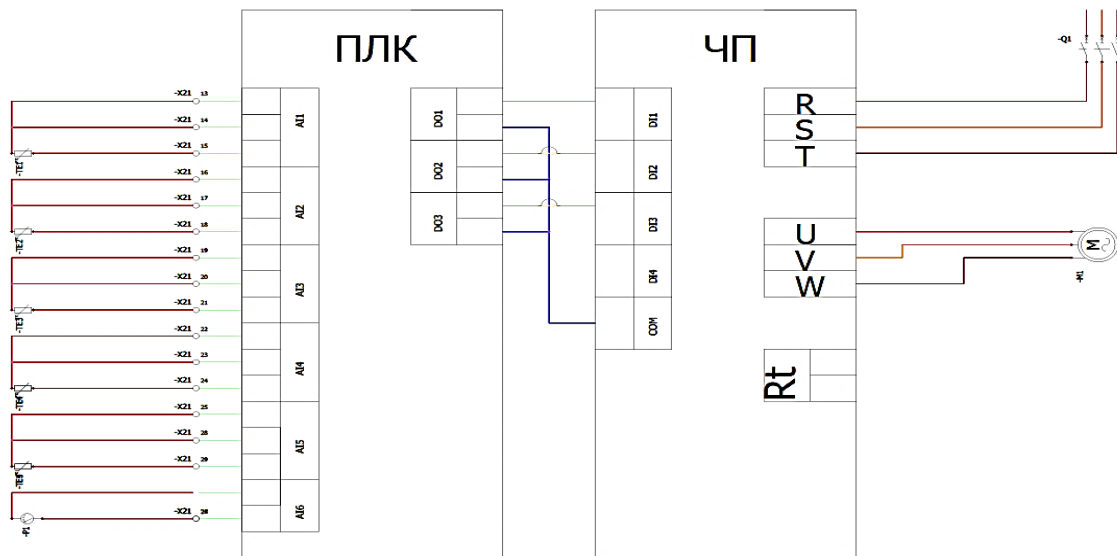 ПЛК
ЧП
-Q1
-X21 13
-X21 14
-X21 15
-TE1
-X21 16
-X21 17
-X21 18
-TE2
-X21 19
-X21 20
-X21 21
-TE3
-X21 22
-X21 23
-X21 24
-TE4
-X21 25
-X21 28
-X21 29
-X21 28
-P1
AI1
AI2
AI3
AI4
AI5
AI6
DO1
DO2
DO3
DI1
DI2
DI3
DI4
COM
R
S
T
U
V
W
Rt
M
-M1